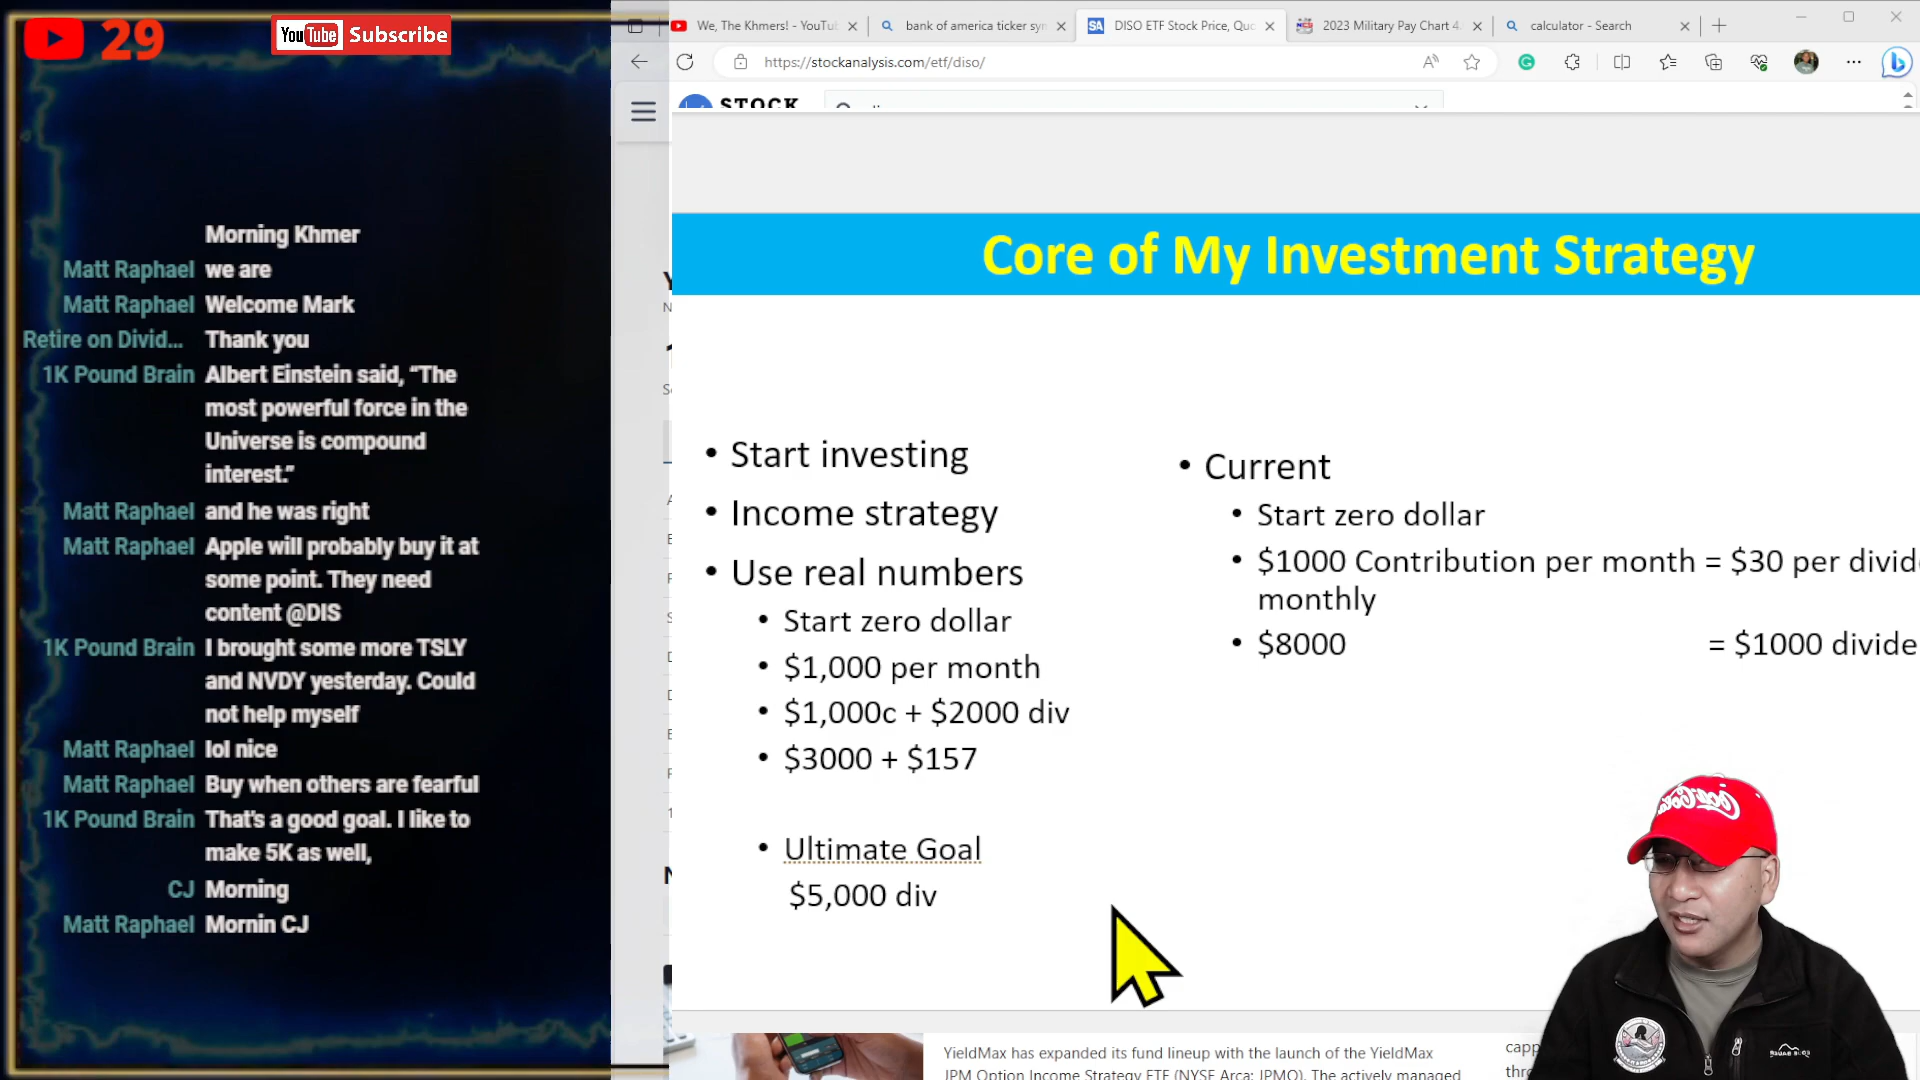 29
YouTube Subscribe
Morning Khmer
Matt Raphael we are
Matt Raphael Welcome Mark
Retire on Divid... Thank you
1K Pound Brain Albert Einstein said, “The
most powerful force in the
Universe is compound
interest.”
Matt Raphael and he was right
Matt Raphael Apple will probably buy it at
some point. They need
content @DIS
1K Pound Brain I brought some more TSLY
and NVDY yesterday. Could
not help myself
Matt Raphael lol nice
Matt Raphael Buy when others are fearful
1K Pound Brain That's a good goal. I like to
make 5K as well,
CJ Morning
Matt Raphael Mornin CJ
We, The Khmers! - YouTu
bank of america ticker syn
DISO ETF Stock Price, Quo
2023 Military Pay Chart 4.
calculator - Search
https://stockanalysis.com/etf/diso/
STOCK
Core of My Investment Strategy
• Start investing
• Income strategy
• Use real numbers
• Start zero dollar
• $1,000 per month
• $1,000c + $2000 div
• $3000 + $157
• Ultimate Goal
$5,000 div
• Current
• Start zero dollar
• $1000 Contribution per month = $30 per divid
monthly
• $8000 = $1000 divide
Coca-Cola
YieldMax has expanded its fund lineup with the launch of the YieldMax
JPM Option Income Strategy ETF (NYSE Arca: JPMO). The actively managed
capp
thro